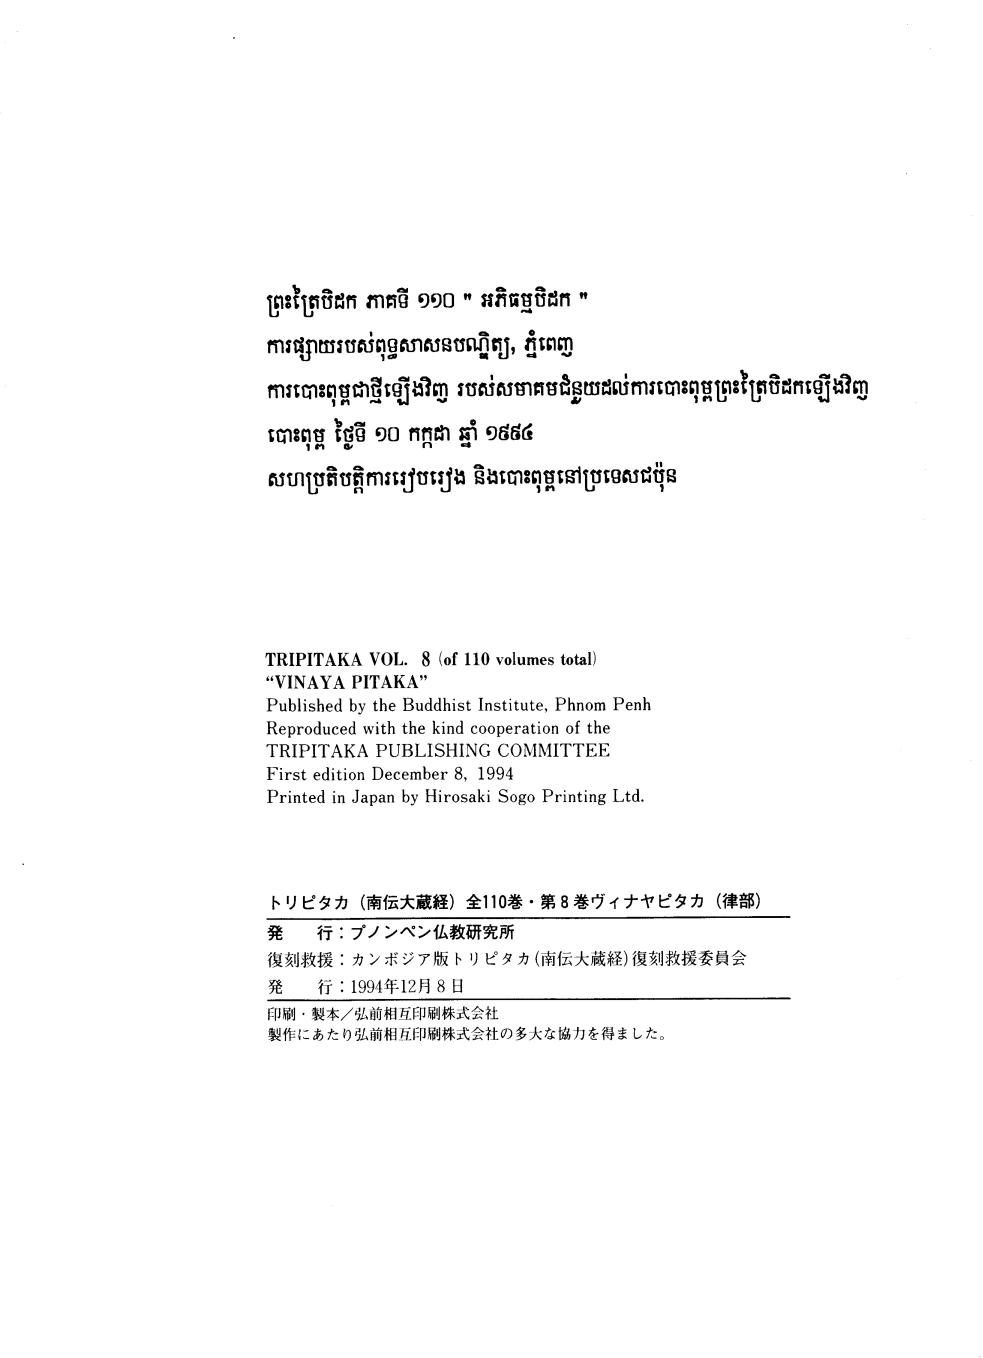 ព្រះត្រៃបិដក ភាគទី ១១០ " អភិធម្មបិដក "
ការផ្សាយរបស់ពុទ្ធសាសនបណ្ឌិត្យ, ភ្នំពេញ
ការបោះពុម្ពជាថ្មីឡើងវិញ របស់សមាគមជំនួយដល់ការបោះពុម្ពព្រះត្រៃបិដកឡើងវិញ
បោះពុម្ព ថ្ងៃទី ១០ កក្កដា ឆ្នាំ ១៩៩៤
សហប្រតិបត្តិការរៀបរៀង និងបោះពុម្ពនៅប្រទេសជប៉ុន
TRIPITAKA VOL. 8 (of 110 volumes total)
“VINAYA PITAKA”
Published by the Buddhist Institute, Phnom Penh
Reproduced with the kind cooperation of the
TRIPITAKA PUBLISHING COMMITTEE
First edition December 8, 1994
Printed in Japan by Hirosaki Sogo Printing Ltd.
トリピタカ（南伝大蔵経）全110巻・第8巻ヴィナヤピタカ（律部）
発　　行：プノンペン仏教研究所
復刻救援：カンボジア版トリピタカ(南伝大蔵経)復刻救援委員会
発　　行：1994年12月8日
印刷・製本／弘前相互印刷株式会社
製作にあたり弘前相互印刷株式会社の多大な協力を得ました。